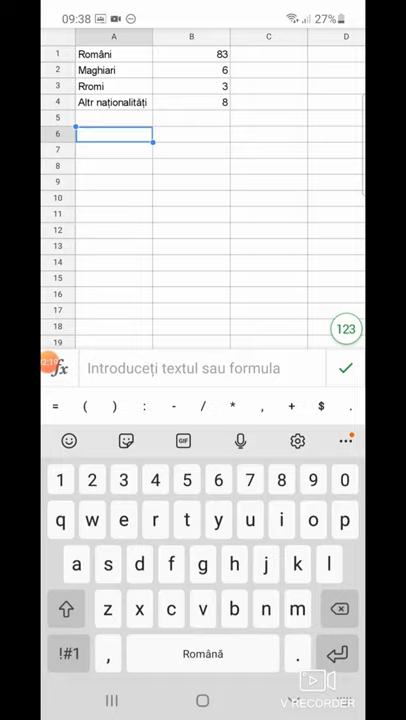 09:38 27%
A B C D
1 Români 83
2 Maghiari 6
3 Rromi 3
4 Altr naționalități 8
5
6
7
8
9
10
11
12
13
14
15
16
17
18
19
123
02:19
fx Introduceți textul sau formula
= ( ) : - / * , + $ .
GIF
1 2 3 4 5 6 7 8 9 0
q w e r t y u i o p
a s d f g h j k l
z x c v b n m
!#1 , Română .
V RECORDER